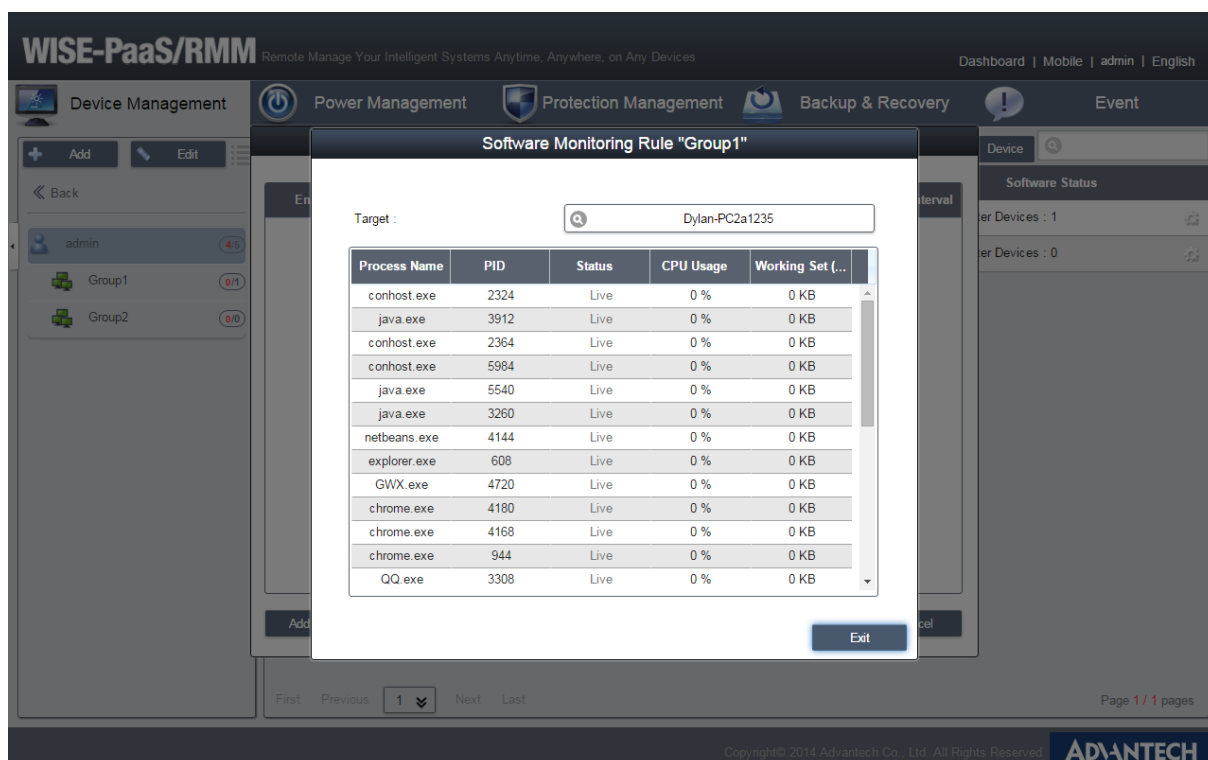 WISE-PaaS/RMM Remote Manage Your Intelligent Systems Anytime, Anywhere, on Any Devices
Dashboard | Mobile | admin | English
Device Management Power Management Protection Management Backup & Recovery Event
Software Monitoring Rule "Group1"
Add Edit Device
Software Status
Back
En terval
Target : Dylan-PC2a1235
er Devices : 1
admin 4/5
er Devices : 0
Process Name PID Status CPU Usage Working Set (...
Group1 0/1
conhost.exe 2324 Live 0 % 0 KB
Group2 0/0
java.exe 3912 Live 0 % 0 KB
conhost.exe 2364 Live 0 % 0 KB
conhost.exe 5984 Live 0 % 0 KB
java.exe 5540 Live 0 % 0 KB
java.exe 3260 Live 0 % 0 KB
netbeans.exe 4144 Live 0 % 0 KB
explorer.exe 608 Live 0 % 0 KB
GWX.exe 4720 Live 0 % 0 KB
chrome.exe 4180 Live 0 % 0 KB
chrome.exe 4168 Live 0 % 0 KB
chrome.exe 944 Live 0 % 0 KB
QQ.exe 3308 Live 0 % 0 KB
Add cel
Exit
First Previous 1 Next Last Page 1 / 1 pages
Copyright© 2014 Advantech Co., Ltd. All Rights Reserved ADVANTECH